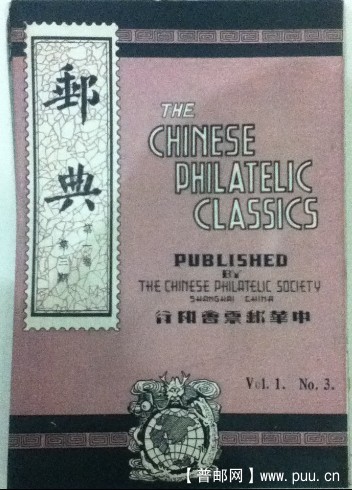 郵典
第一卷
第三期
THE
CHINESE
PHILATELIC
CLASSICS
PUBLISHED
BY
THE CHINESE PHILATELIC SOCIETY
SHANGHAI CHINA
行印會票郵華中
Vol. 1. No. 3.
【普邮网】www.puu.cn